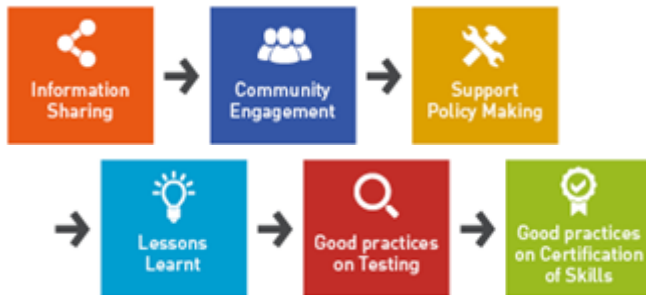 Information
Sharing
Community
Engagement
Support
Policy Making
Lessons
Learnt
Good practices
on Testing
Good practices
on Certification
of Skills